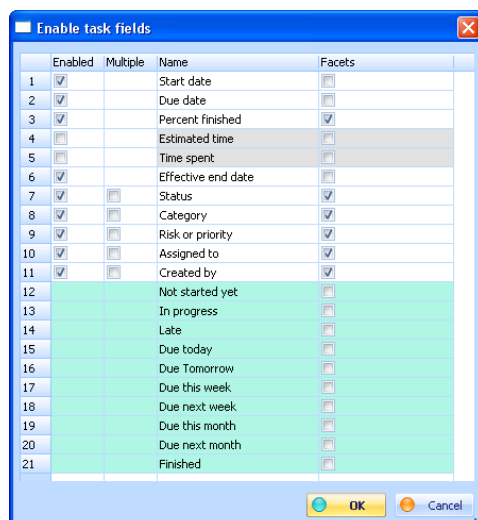 Enable task fields
Enabled Multiple Name Facets
1 Start date
2 Due date
3 Percent finished
4 Estimated time
5 Time spent
6 Effective end date
7 Status
8 Category
9 Risk or priority
10 Assigned to
11 Created by
12 Not started yet
13 In progress
14 Late
15 Due today
16 Due Tomorrow
17 Due this week
18 Due next week
19 Due this month
20 Due next month
21 Finished
OK Cancel